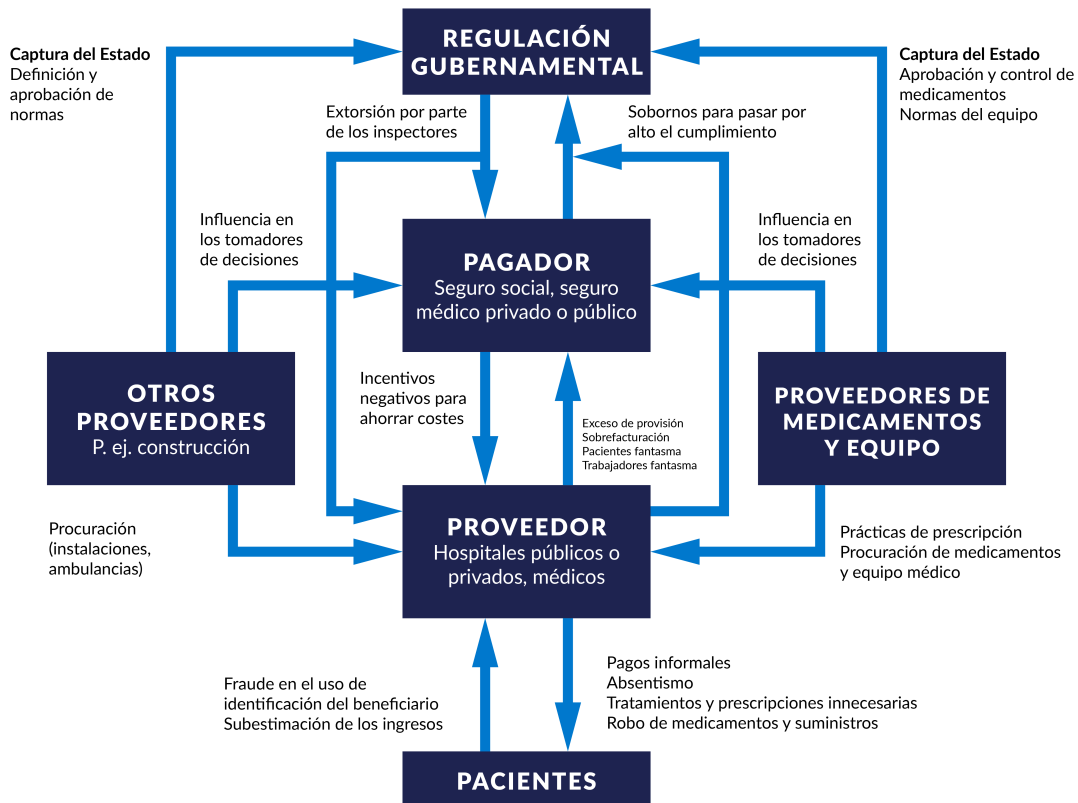 REGULACIÓN
GUBERNAMENTAL
Captura del Estado
Definición y
aprobación de
normas
Captura del Estado
Aprobación y control de
medicamentos
Normas del equipo
Extorsión por parte
de los inspectores
Sobornos para pasar por
alto el cumplimiento
Influencia en
los tomadores
de decisiones
Influencia en
los tomadores
de decisiones
PAGADOR
Seguro social, seguro
médico privado o público
OTROS
PROVEEDORES
P. ej. construcción
Incentivos
negativos para
ahorrar costes
Exceso de provisión
Sobrefacturación
Pacientes fantasma
Trabajadores fantasma
PROVEEDORES DE
MEDICAMENTOS
Y EQUIPO
PROVEEDOR
Hospitales públicos o
privados, médicos
Procuración
(instalaciones,
ambulancias)
Prácticas de prescripción
Procuración de medicamentos
y equipo médico
Fraude en el uso de
identificación del beneficiario
Subestimación de los ingresos
Pagos informales
Absentismo
Tratamientos y prescripciones innecesarias
Robo de medicamentos y suministros
PACIENTES